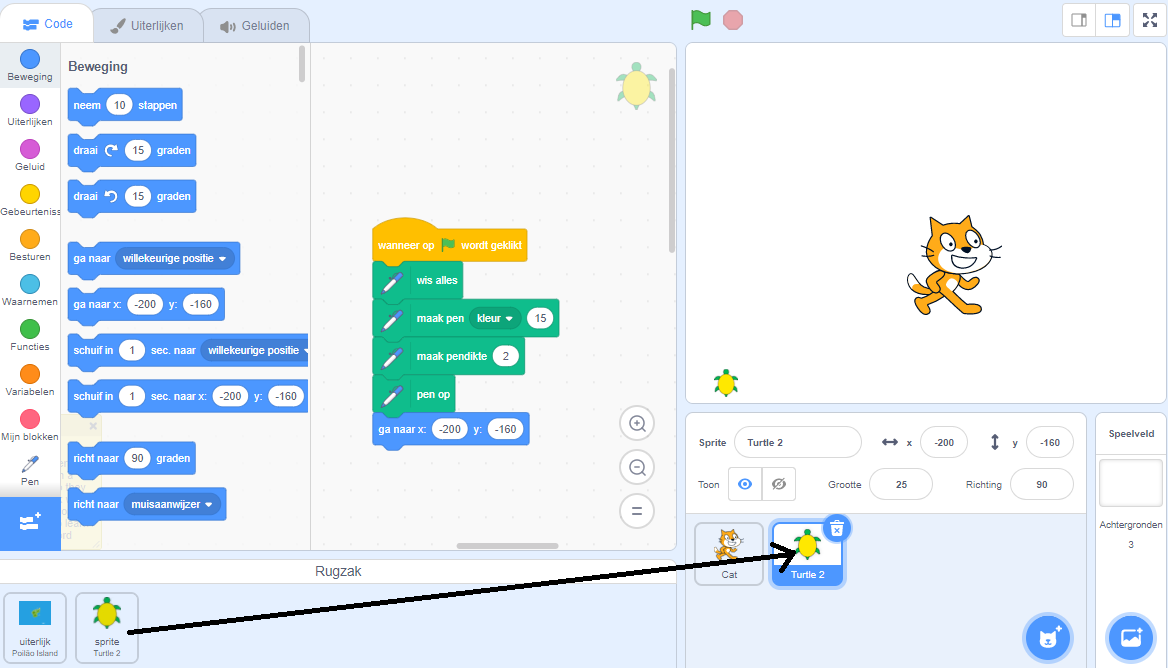 Code
Uiterlijken
Geluiden
Beweging
Uiterlijken
Geluid
Gebeurteniss
Besturen
Waarnemen
Functies
Variabelen
Mijn blokken
Pen
Beweging
neem 10 stappen
draai 15 graden
draai 15 graden
ga naar willekeurige positie
ga naar x: -200 y: -160
schuif in 1 sec. naar willekeurige positie
schuif in 1 sec. naar x: -200 y: -160
richt naar 90 graden
richt naar muisaanwijzer
wanneer op wordt geklikt
wis alles
maak pen kleur 15
maak pendikte 2
pen op
ga naar x: -200 y: -160
Sprite Turtle 2 x -200 y -160
Toon Grootte 25 Richting 90
Cat
Turtle 2
Speelveld
Achtergronden
3
Rugzak
uiterlijk
Poilão Island
sprite
Turtle 2